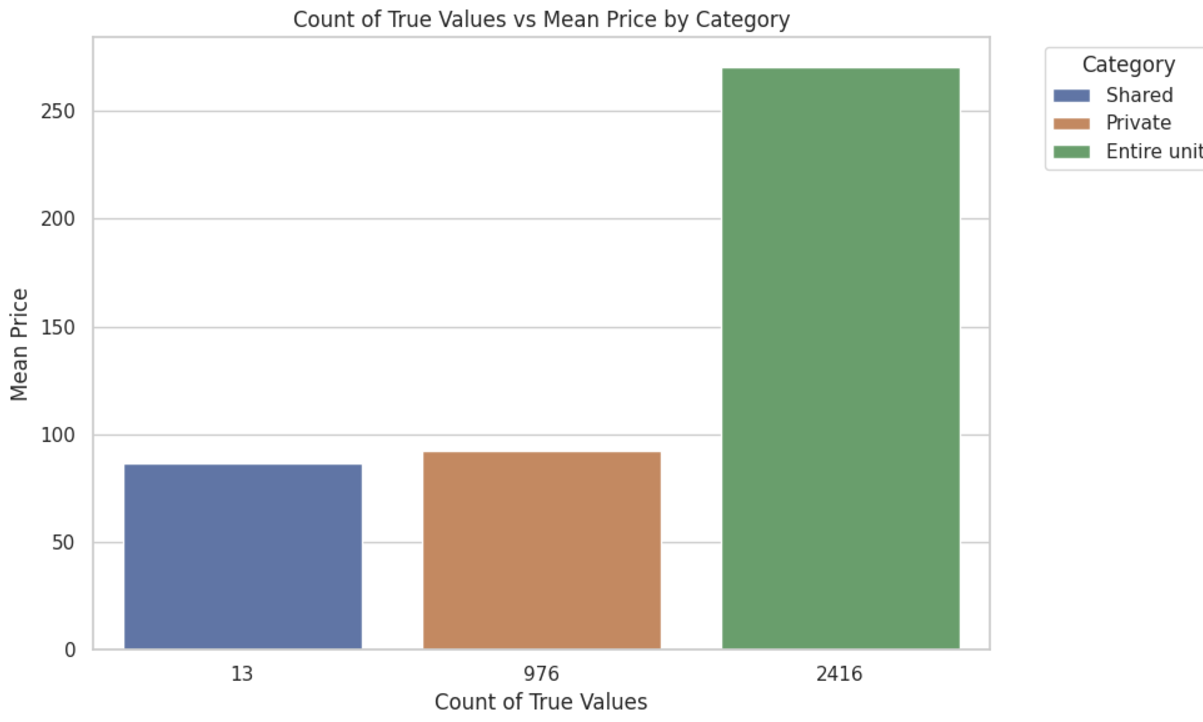 Count of True Values vs Mean Price by Category
Category
Shared
Private
Entire unit
250
200
150
100
50
0
Mean Price
13
976
2416
Count of True Values